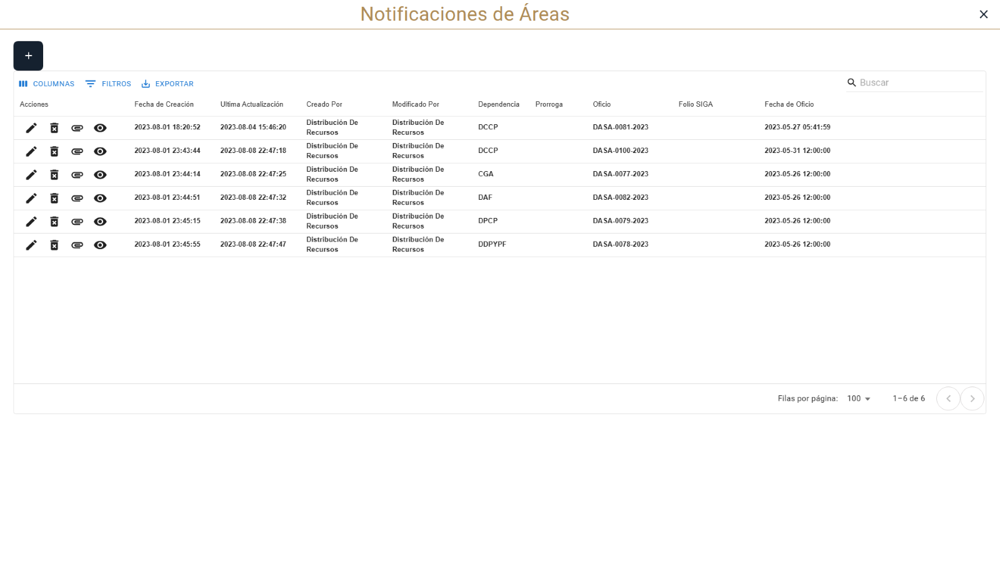 Notificaciones de Áreas
+
COLUMNAS FILTROS EXPORTAR Buscar
Acciones Fecha de Creación Ultima Actualización Creado Por Modificado Por Dependencia Prorroga Oficio Folio SIGA Fecha de Oficio
2023-08-01 18:20:52 2023-08-04 15:46:20 Distribución De Recursos Distribución De Recursos DCCP DASA-0081-2023 2023-05-27 05:41:59
2023-08-01 23:43:44 2023-08-08 22:47:18 Distribución De Recursos Distribución De Recursos DCCP DASA-0100-2023 2023-05-31 12:00:00
2023-08-01 23:44:14 2023-08-08 22:47:25 Distribución De Recursos Distribución De Recursos CGA DASA-0077-2023 2023-05-26 12:00:00
2023-08-01 23:44:51 2023-08-08 22:47:32 Distribución De Recursos Distribución De Recursos DAF DASA-0082-2023 2023-05-26 12:00:00
2023-08-01 23:45:15 2023-08-08 22:47:38 Distribución De Recursos Distribución De Recursos DPCP DASA-0079-2023 2023-05-26 12:00:00
2023-08-01 23:45:55 2023-08-08 22:47:47 Distribución De Recursos Distribución De Recursos DDPYPF DASA-0078-2023 2023-05-26 12:00:00
Filas por página: 100 1–6 de 6